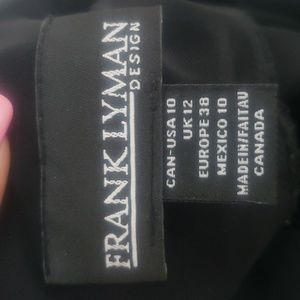 FRANK LYMAN
DESIGN
CAN-USA 10
UK 12
EUROPE 38
MEXICO 10
MADE IN/FAIT AU
CANADA